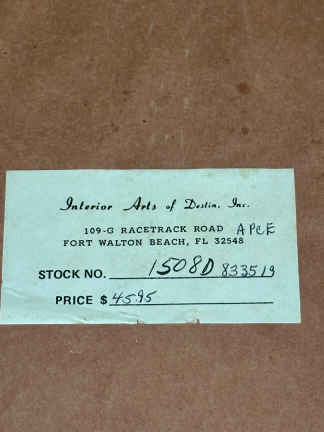 Interior Arts of Destin, Inc.
109-G RACETRACK ROAD APCE
FORT WALTON BEACH, FL 32548
STOCK NO. 1508D 833519
PRICE $ 45.95